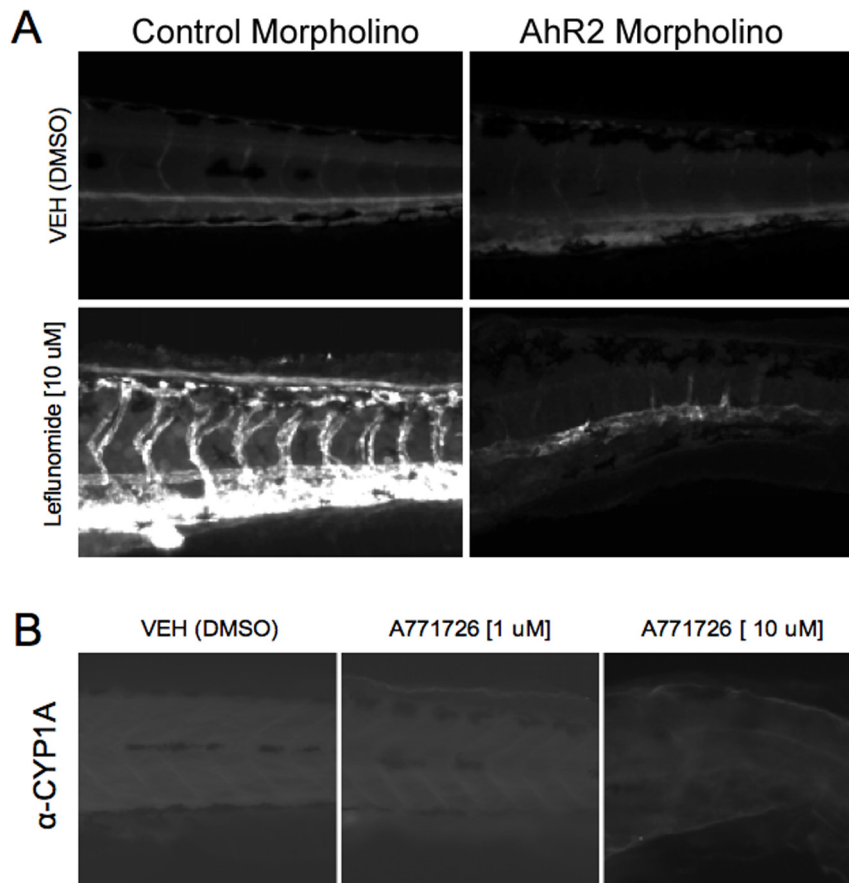 A
Control Morpholino
AhR2 Morpholino
VEH (DMSO)
Leflunomide [10 uM]
B
VEH (DMSO)
A771726 [1 uM]
A771726 [ 10 uM]
α-CYP1A